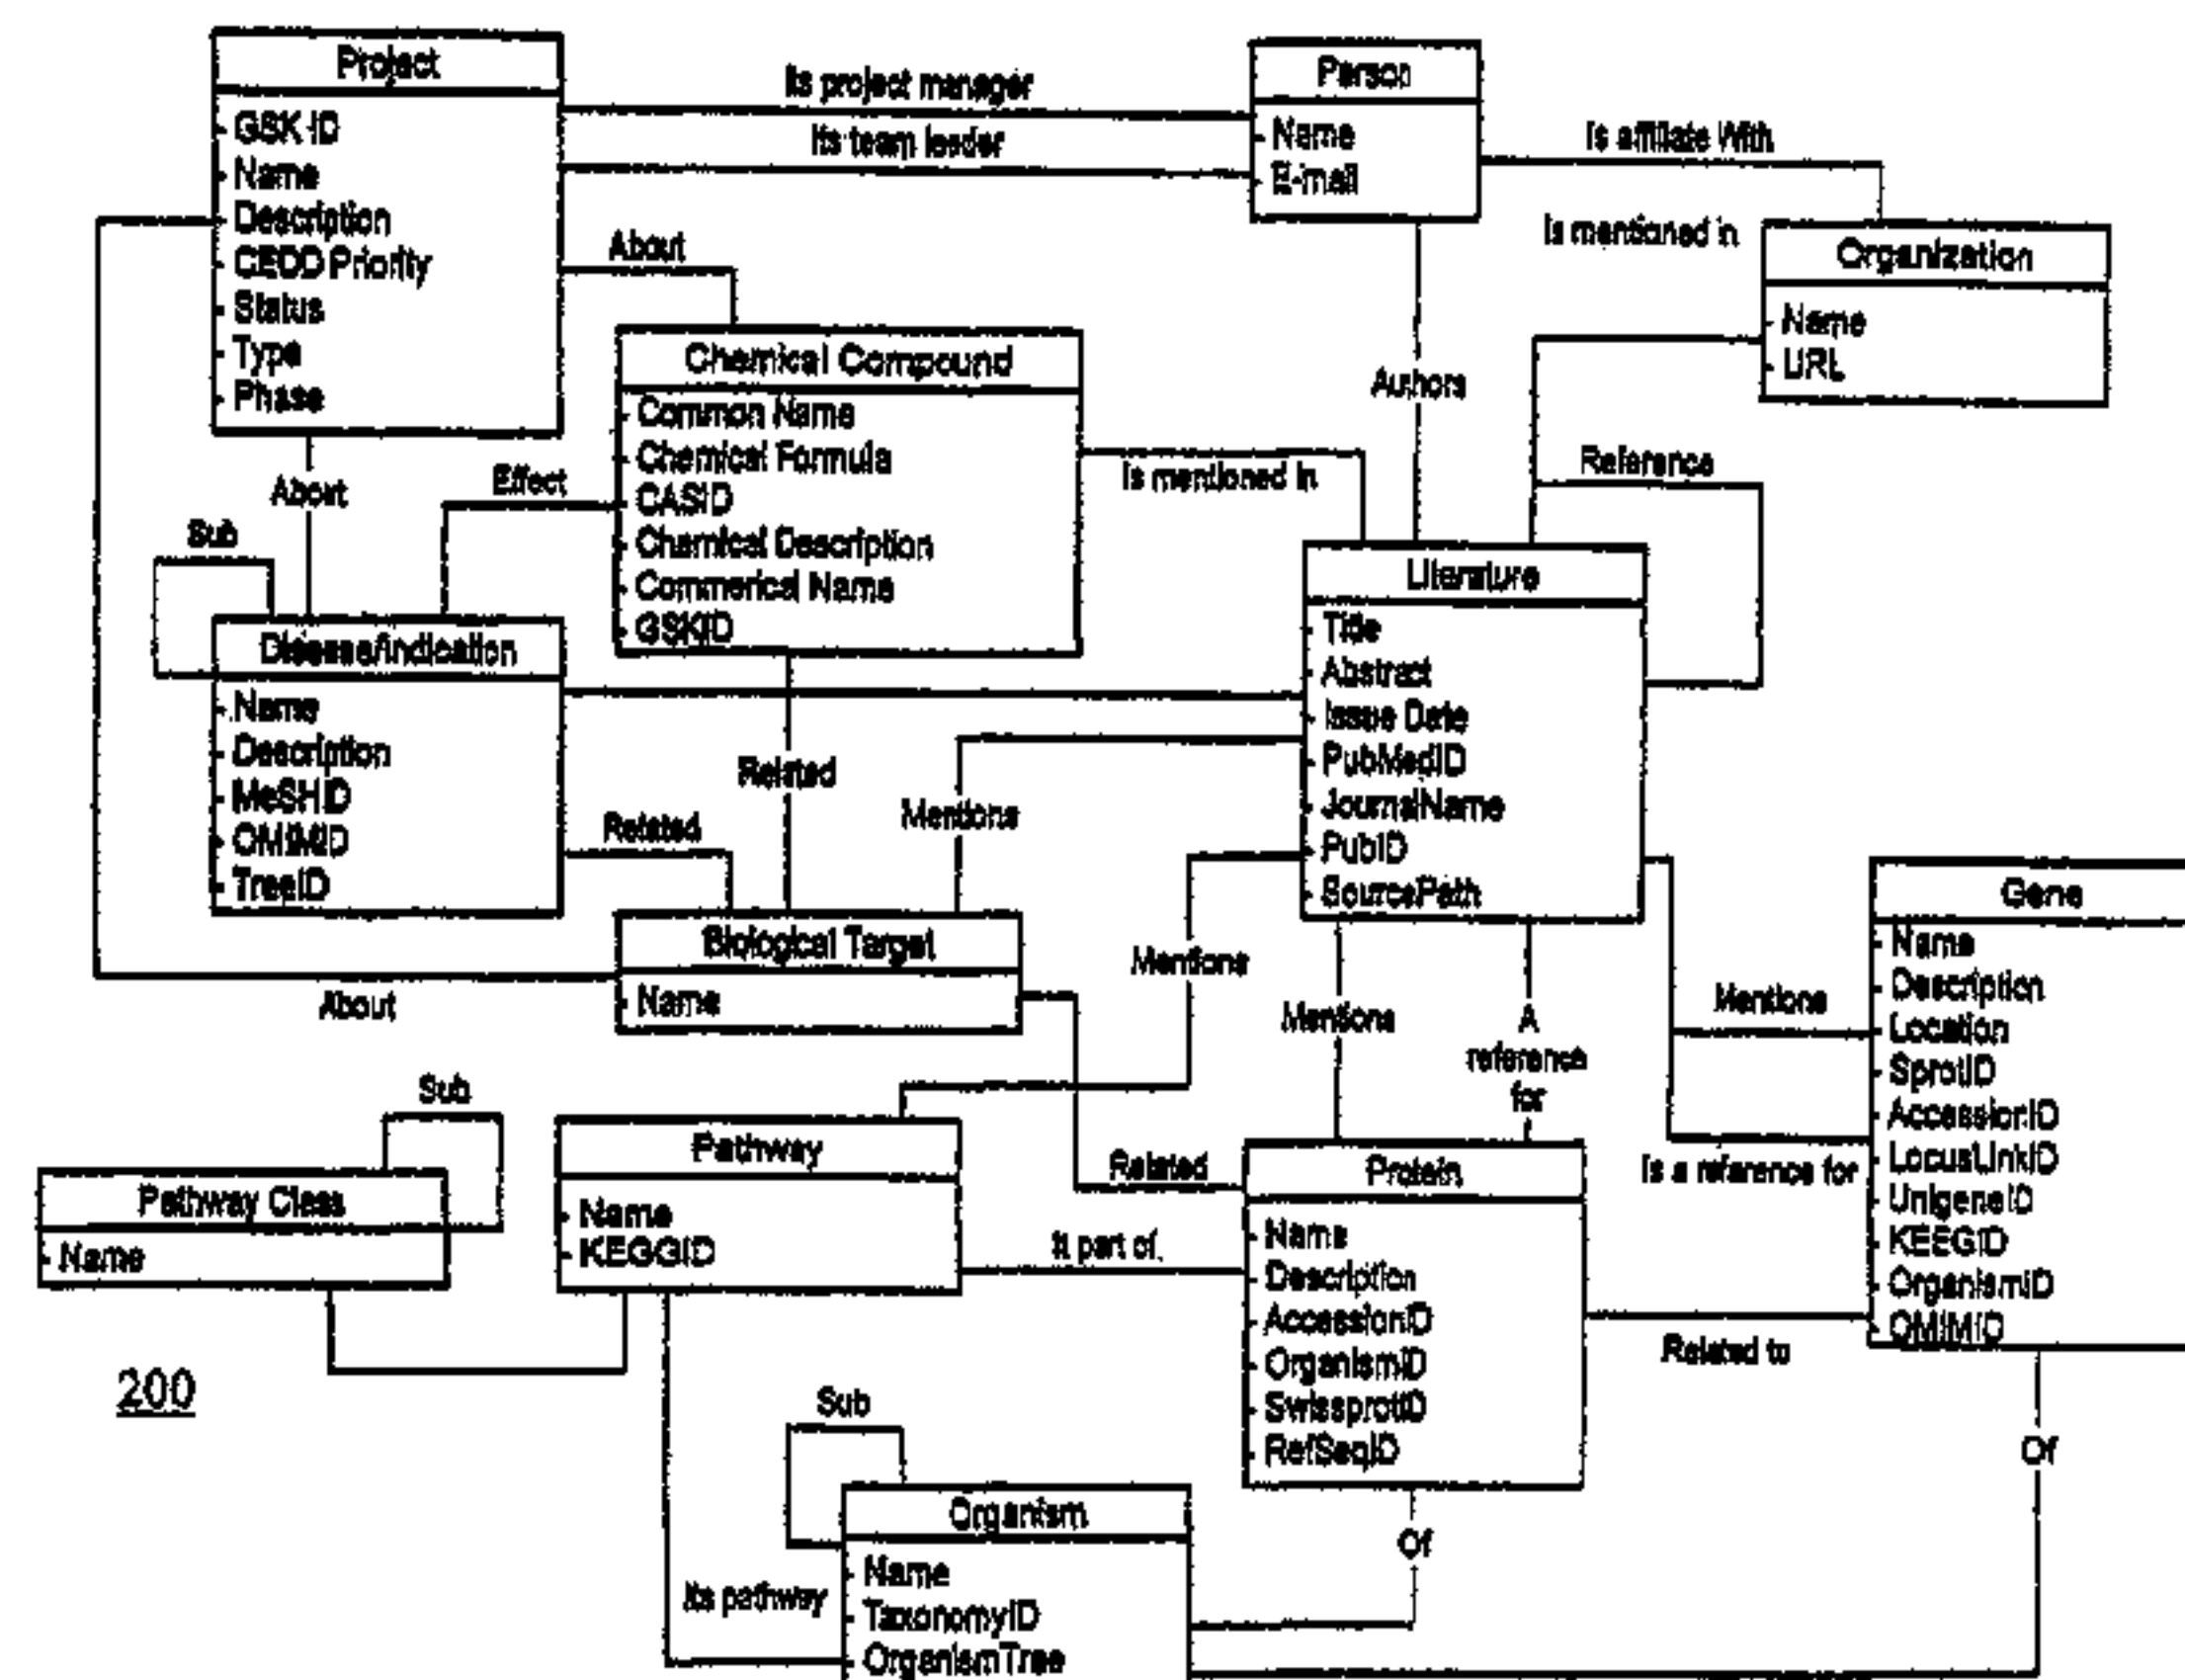 Project
GSK ID
Name
Description
CEDD Priority
Status
Type
Phase
Its project manager
Its team leader
Person
Name
E-mail
Is affiliate With
Is mentioned in
Organization
Name
URL
About
Chemical Compound
Common Name
Chemical Formula
CASID
Chemical Description
Commerical Name
GSKID
Authors
Is mentioned in
Reference
About
Effect
Sub
Disease/Indication
Name
Description
MeSHID
OMIMID
TreeID
Literature
Title
Abstract
Issue Date
PubMedID
JournalName
PubID
SourcePath
Related
Related
Mentions
Biological Target
Name
About
Mentions
Mentions
A
reference
for
Mentions
Is a reference for
Gene
Name
Description
Location
SprotID
AccessionID
LocusLinkID
UnigeneID
KEEGID
OrganismID
OMIMID
Sub
Pathway Class
Name
Pathway
Name
KEGGID
Related
It part of
Protein
Name
Description
AccessionID
OrganismID
SwissprotID
RefSeqID
Related to
Of
200
Sub
Organism
Name
TaxonomyID
OrganismTree
Its pathway
Of